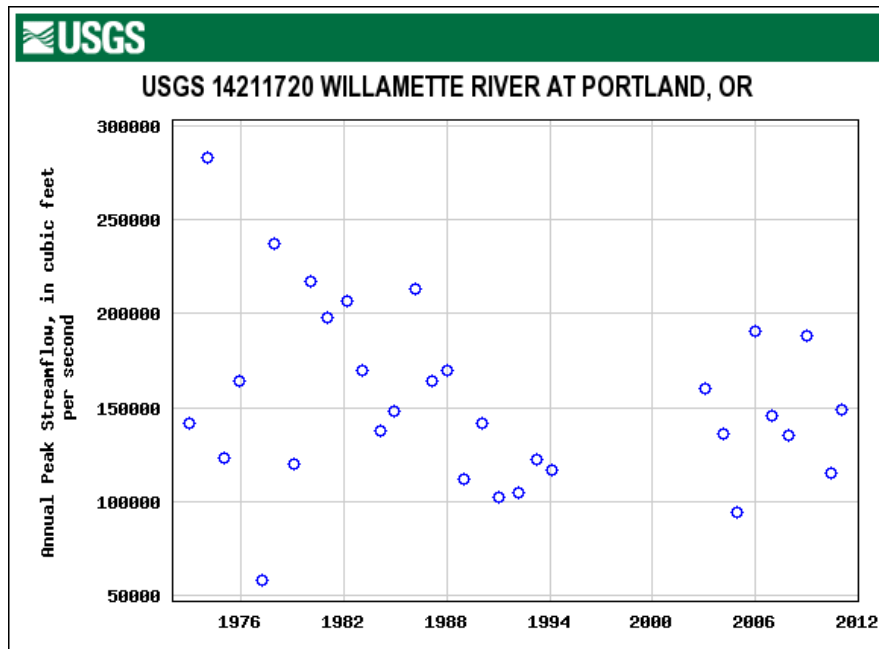 USGS
USGS 14211720 WILLAMETTE RIVER AT PORTLAND, OR
Annual Peak Streamflow, in cubic feet
per second
300000
250000
200000
150000
100000
50000
1976 1982 1988 1994 2000 2006 2012